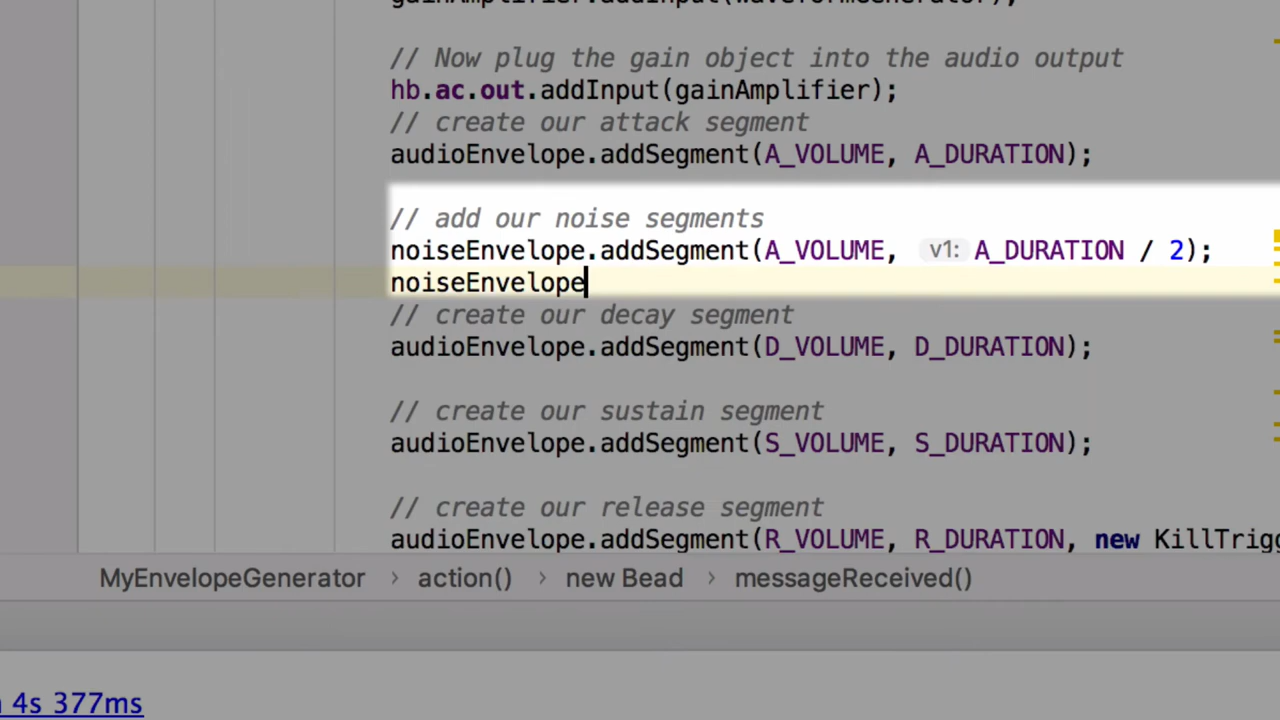 gainAmplifier.addInput(waveformGenerator);
// Now plug the gain object into the audio output
hb.ac.out.addInput(gainAmplifier);
// create our attack segment
audioEnvelope.addSegment(A_VOLUME, A_DURATION);
// add our noise segments
noiseEnvelope.addSegment(A_VOLUME, v1: A_DURATION / 2);
noiseEnvelope
// create our decay segment
audioEnvelope.addSegment(D_VOLUME, D_DURATION);
// create our sustain segment
audioEnvelope.addSegment(S_VOLUME, S_DURATION);
// create our release segment
audioEnvelope.addSegment(R_VOLUME, R_DURATION, new KillTrigg
MyEnvelopeGenerator › action() › new Bead › messageReceived()
4s 377ms